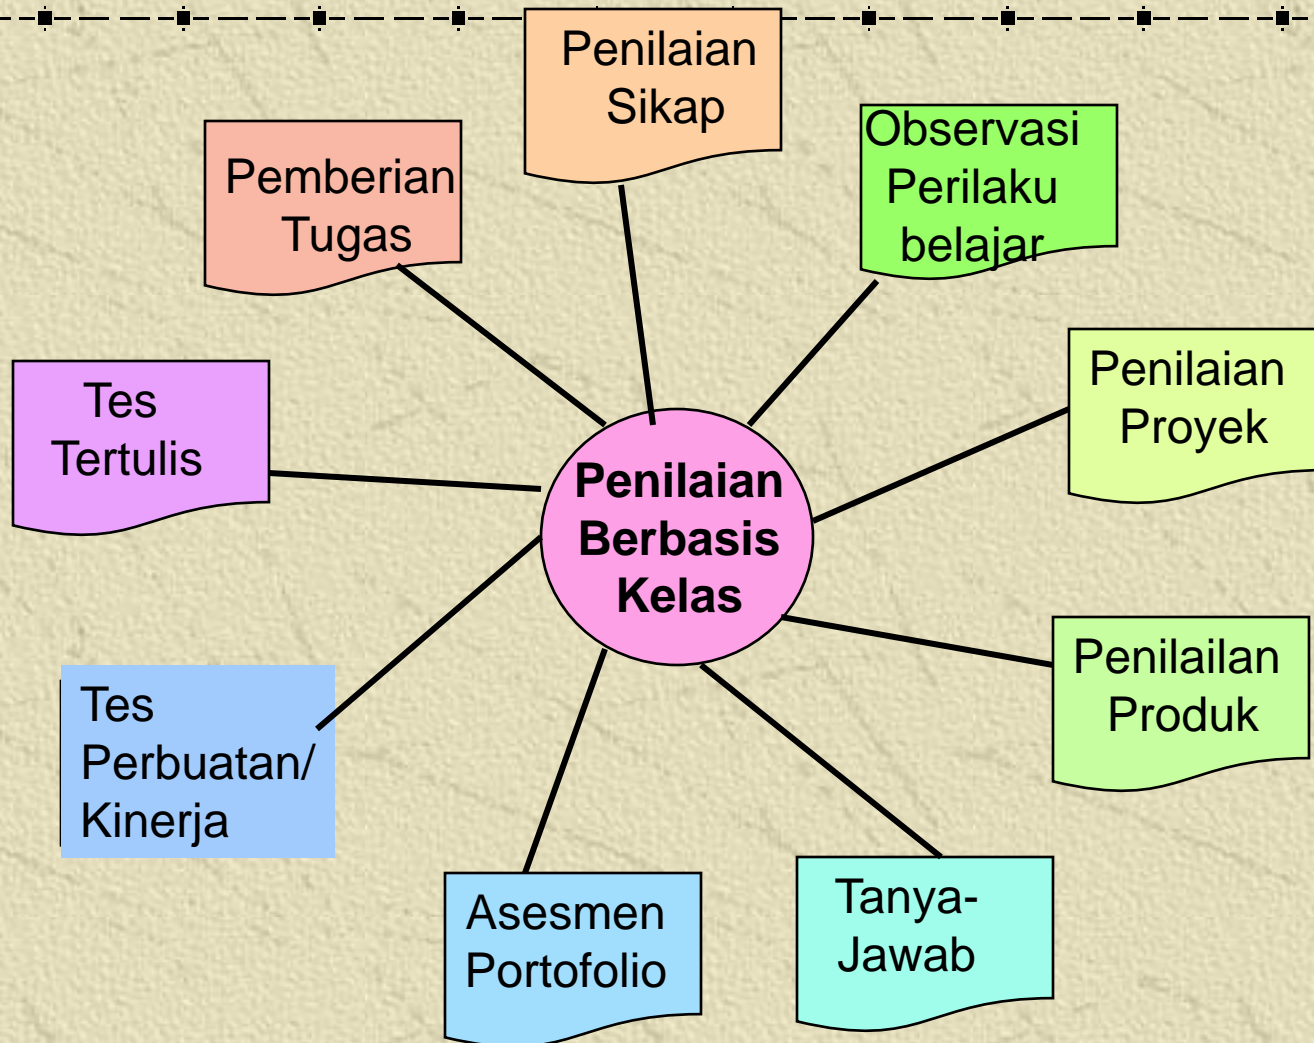 Penilaian
Sikap
Observasi
Perilaku
belajar
Pemberian
Tugas
Penilaian
Proyek
Tes
Tertulis
Penilaian
Berbasis
Kelas
Penilailan
Produk
Tes
Perbuatan/
Kinerja
Tanya-
Jawab
Asesmen
Portofolio